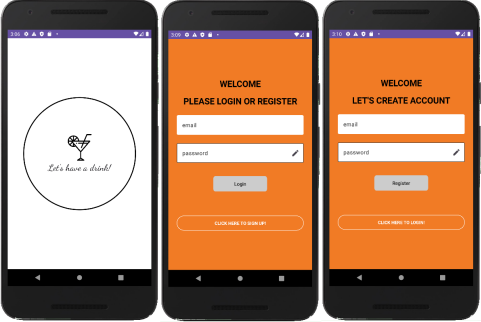 3:06
Let's have a drink!
3:09
WELCOME
PLEASE LOGIN OR REGISTER
email
password
Login
CLICK HERE TO SIGN UP!
3:10
WELCOME
LET'S CREATE ACCOUNT
email
password
Register
CLICK HERE TO LOGIN!